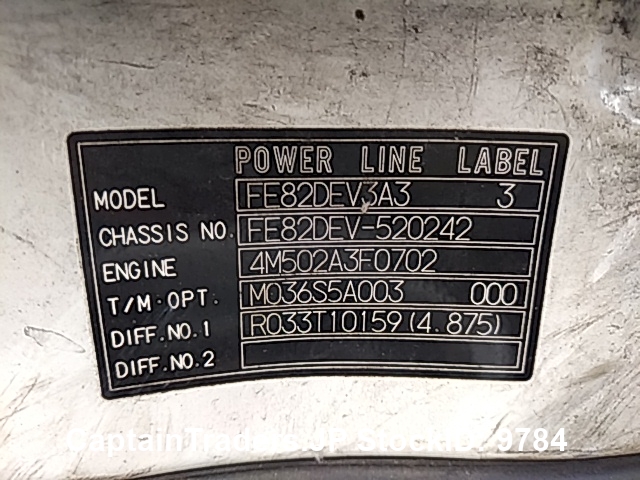 POWER LINE LABEL
MODEL FE82DEV3A3 3
CHASSIS NO. FE82DEV-520242
ENGINE 4M502A3F0702
T/M·OPT. M036S5A003 000
DIFF.NO.1 R033T10159(4.875)
DIFF.NO.2
9784